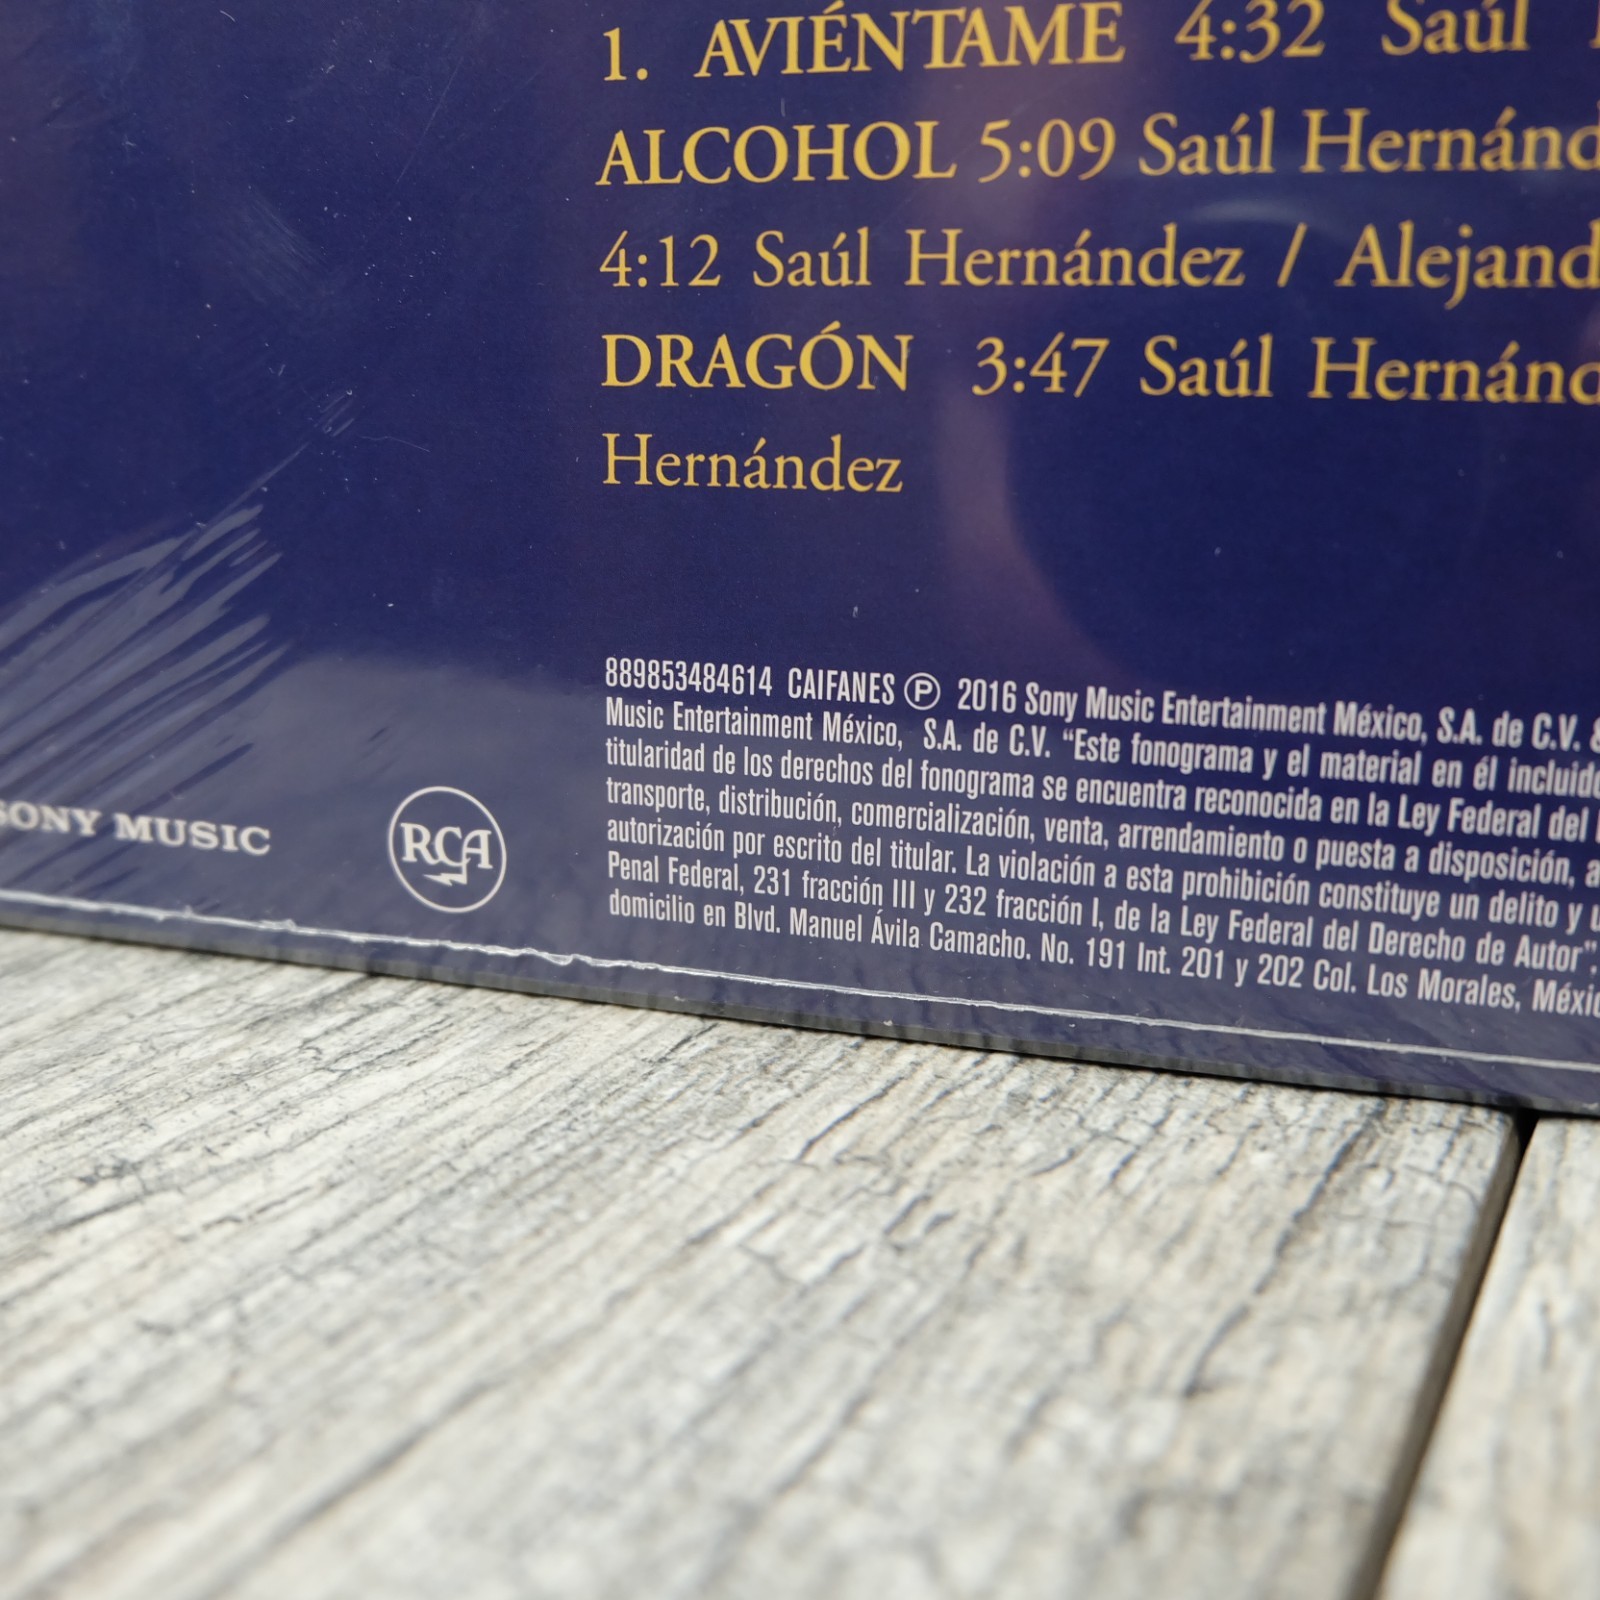 1. AVIÉNTAME 4:32 Saúl
ALCOHOL 5:09 Saúl Hernánd
4:12 Saúl Hernández / Alejand
DRAGÓN 3:47 Saúl Hernánd
Hernández
889853484614 CAIFANES Ⓟ 2016 Sony Music Entertainment México, S.A. de C.V. &
Music Entertainment México, S.A. de C.V. “Este fonograma y el material en él incluido
titularidad de los derechos del fonograma se encuentra reconocida en la Ley Federal del
transporte, distribución, comercialización, venta, arrendamiento o puesta a disposición, a
autorización por escrito del titular. La violación a esta prohibición constituye un delito y u
Penal Federal, 231 fracción III y 232 fracción I, de la Ley Federal del Derecho de Autor”.
domicilio en Blvd. Manuel Ávila Camacho. No. 191 Int. 201 y 202 Col. Los Morales, Méxic
SONY MUSIC
RCA